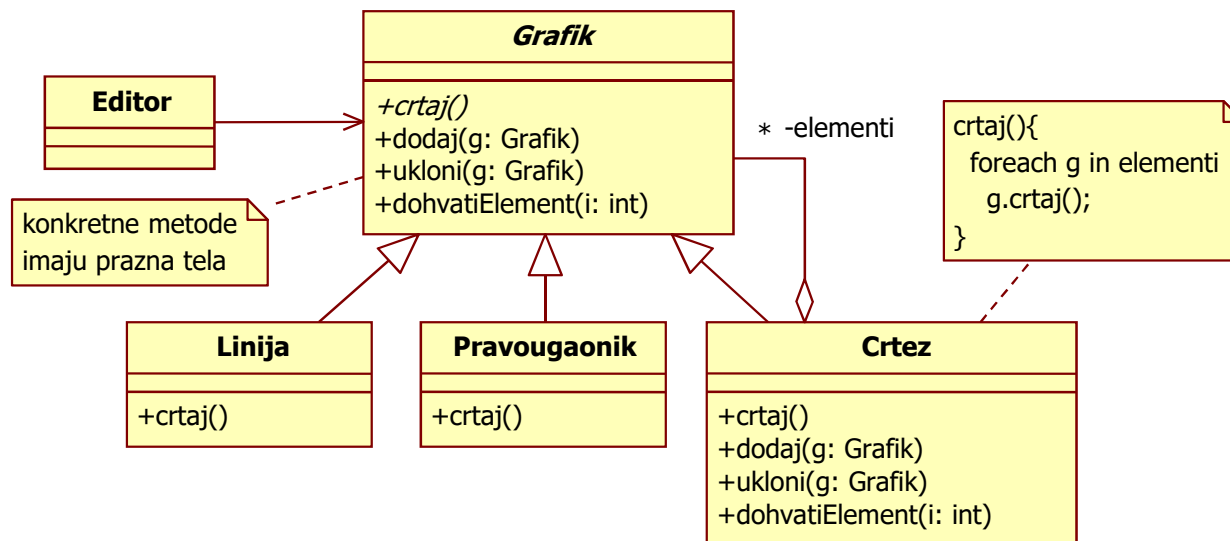 Grafik
+crtaj()
+dodaj(g: Grafik)
+ukloni(g: Grafik)
+dohvatiElement(i: int)
Editor
konkretne metode
imaju prazna tela
* -elementi
crtaj(){
foreach g in elementi
g.crtaj();
}
Linija
+crtaj()
Pravougaonik
+crtaj()
Crtez
+crtaj()
+dodaj(g: Grafik)
+ukloni(g: Grafik)
+dohvatiElement(i: int)